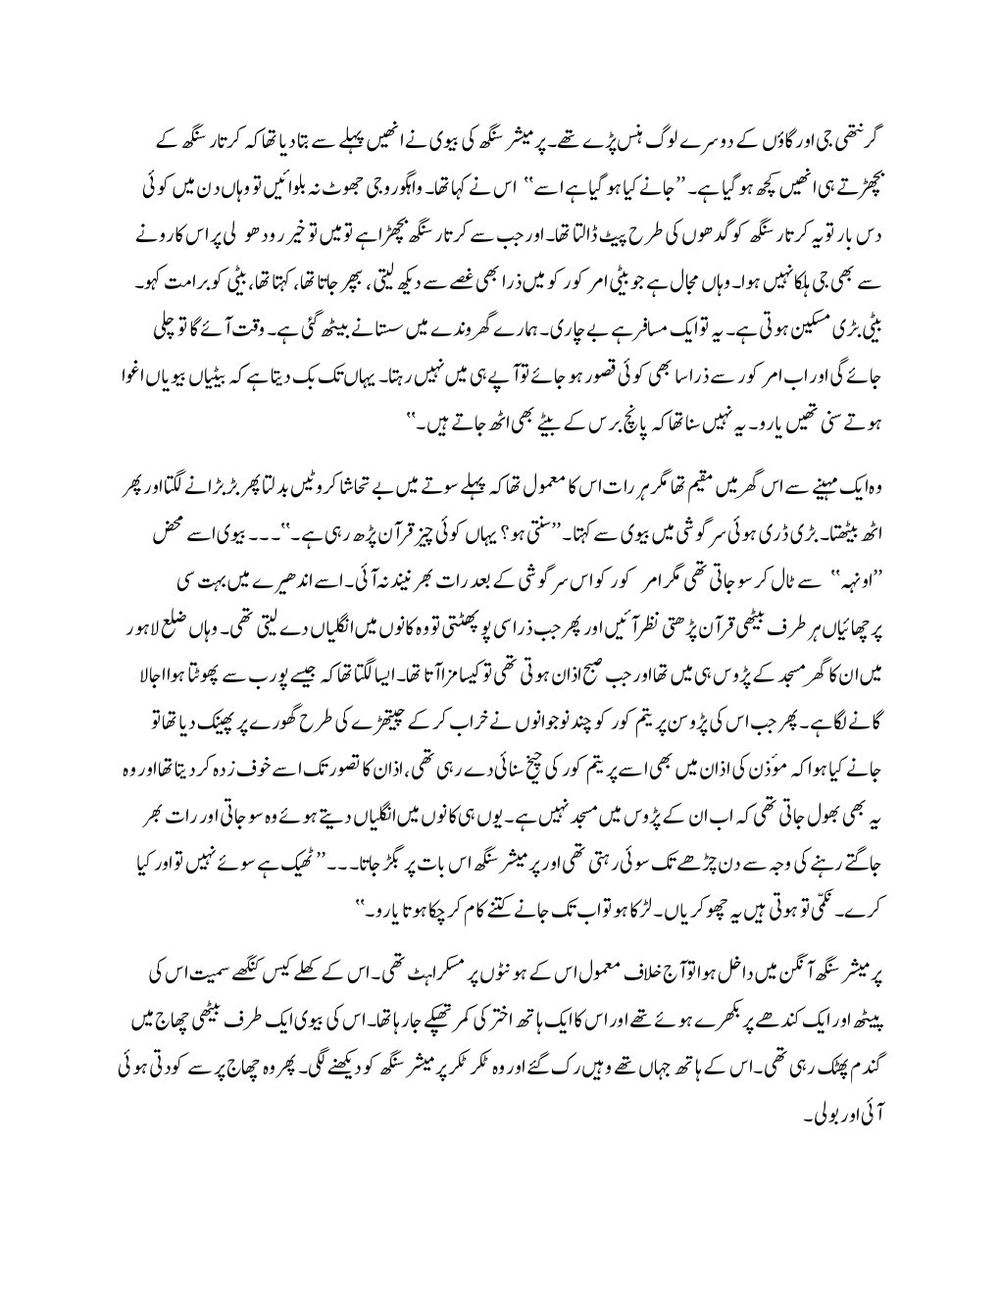 گرنتھی جی اور گاؤں کے دوسرے لوگ ہنس پڑے تھے۔ پرمیشر سنگھ کی بیوی نے انھیں پہلے سے بتا دیا تھا کہ کرتار سنگھ کے
بچھڑتے ہی انھیں کچھ ہو گیا ہے۔ ”جانے کیا ہو گیا ہے اسے‟ اس نے کہا تھا۔ واہگورو جی جھوٹ نہ بلوائیں تو وہاں دن میں کوئی
دس بار تو یہ کرتار سنگھ کو گدھوں کی طرح پیٹ ڈالتا تھا۔ اور جب سے کرتار سنگھ بچھڑا ہے تو میں تو خیر رو دھو لی پر اس کا رونے
سے بھی جی ہلکا نہیں ہوا۔ وہاں مجال ہے جو بیٹی امر کور کو میں ذرا بھی غصے سے دیکھ لیتی، بپھر جاتا تھا، کہتا تھا، بیٹی کو برا مت کہو۔
بیٹی بڑی مسکین ہوتی ہے۔ یہ تو ایک مسافر ہے بے چاری۔ ہمارے گھروندے میں سستانے بیٹھ گئی ہے۔ وقت آئے گا تو چلی
جائے گی اور اب امر کور سے ذرا سا بھی کوئی قصور ہو جائے تو آپے ہی میں نہیں رہتا۔ یہاں تک بک دیتا ہے کہ بیٹیاں بیویاں اغوا
ہوتے سنی تھیں یارو۔ یہ نہیں سنا تھا کہ پانچ برس کے بیٹے بھی اٹھ جاتے ہیں۔‟
وہ ایک مہینے سے اس گھر میں مقیم تھا مگر ہر رات اس کا معمول تھا کہ پہلے سوتے میں بے تحاشا کروٹیں بدلتا پھر بڑبڑانے لگتا اور پھر
اٹھ بیٹھتا۔ بڑی ڈری ہوئی سرگوشی میں بیوی سے کہتا۔ ”سنتی ہو؟ یہاں کوئی چیز قرآن پڑھ رہی ہے۔‟۔۔۔ بیوی اسے محض
”اونہہ‟ سے ٹال کر سو جاتی تھی مگر امر کور کو اس سرگوشی کے بعد رات بھر نیند نہ آئی۔ اسے اندھیرے میں بہت سی
پرچھائیاں ہر طرف بیٹھی قرآن پڑھتی نظر آئیں اور پھر جب ذرا سی پو پھٹتی تو وہ کانوں میں انگلیاں دے لیتی تھی۔ وہاں ضلع لاہور
میں ان کا گھر مسجد کے پڑوس ہی میں تھا اور جب صبح اذان ہوتی تھی تو کیسا مزا آتا تھا۔ ایسا لگتا تھا کہ جیسے پورب سے پھوٹتا ہوا اجالا
گانے لگا ہے۔ پھر جب اس کی پڑوسن پریتم کور کو چند نوجوانوں نے خراب کر کے چیتھڑے کی طرح گھورے پر پھینک دیا تھا تو
جانے کیا ہوا کہ مؤذن کی اذان میں بھی اسے پریتم کور کی چیخ سنائی دے رہی تھی، اذان کا تصور تک اسے خوف زدہ کر دیتا تھا اور وہ
یہ بھی بھول جاتی تھی کہ اب ان کے پڑوس میں مسجد نہیں ہے۔ یوں ہی کانوں میں انگلیاں دیتے ہوئے وہ سو جاتی اور رات بھر
جاگتے رہنے کی وجہ سے دن چڑھے تک سوئی رہتی تھی اور پرمیشر سنگھ اس بات پر بگڑ جاتا۔۔۔ ”ٹھیک ہے سوئے نہیں تو اور کیا
کرے۔ نکمّی تو ہوتی ہیں یہ چھوکریاں۔ لڑکا ہو تو اب تک جانے کتنے کام کر چکا ہوتا یارو۔‟
پرمیشر سنگھ آنگن میں داخل ہوا تو آج خلاف معمول اس کے ہونٹوں پر مسکراہٹ تھی۔ اس کے کھلے کیس کنگھے سمیت اس کی
پیٹھ اور ایک کندھے پر بکھرے ہوئے تھے اور اس کا ایک ہاتھ اختر کی کمر تھپکے جا رہا تھا۔ اس کی بیوی ایک طرف بیٹھی چھاج میں
گندم پھٹک رہی تھی۔ اس کے ہاتھ جہاں تھے وہیں رک گئے اور وہ ٹکر ٹکر پرمیشر سنگھ کو دیکھنے لگی۔ پھر وہ چھاج پر سے کودتی ہوئی
آئی اور بولی۔